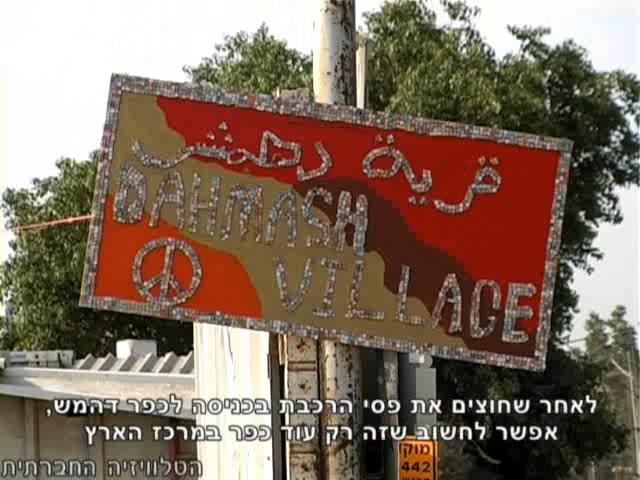 قرية دهمش
DAHMASH
VILLAGE
לאחר שחוצים את פסי הרכבת בכניסה לכפר דהמש,
אפשר לחשוב שזה רק עוד כפר במרכז הארץ
מוקד
442
הטלוויזיה החברתית